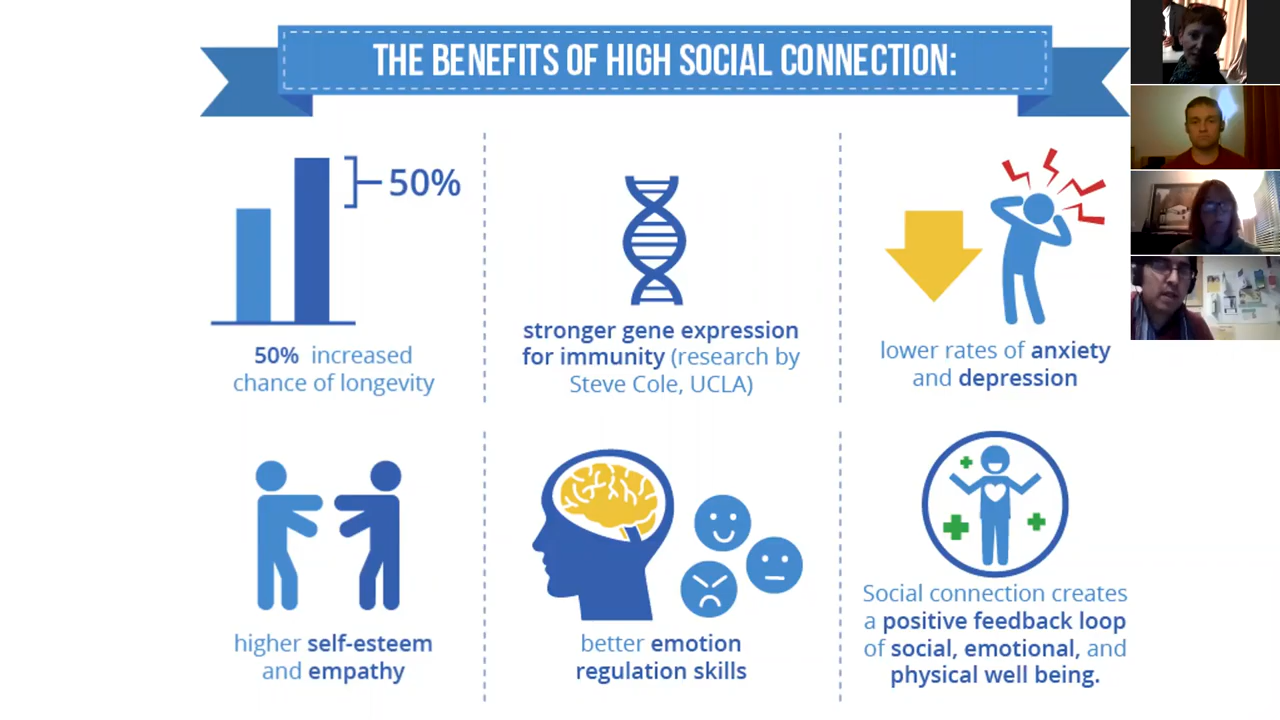 THE BENEFITS OF HIGH SOCIAL CONNECTION:
50%
50% increased
chance of longevity
stronger gene expression
for immunity (research by
Steve Cole, UCLA)
lower rates of anxiety
and depression
higher self-esteem
and empathy
better emotion
regulation skills
Social connection creates
a positive feedback loop
of social, emotional, and
physical well being.